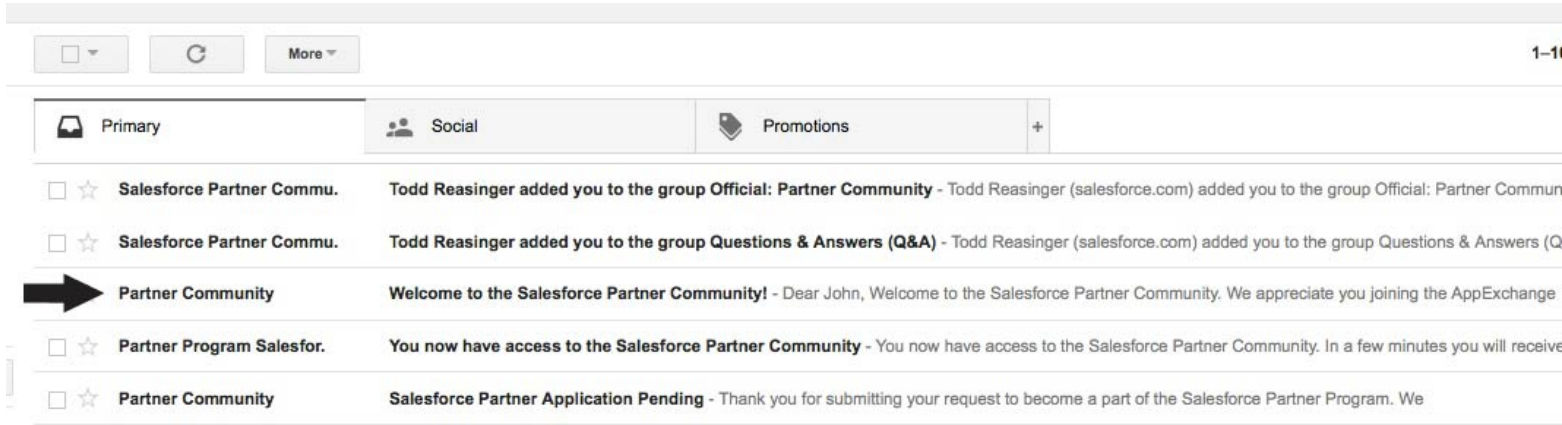 More 1–10
Primary Social Promotions +
Salesforce Partner Commu. Todd Reasinger added you to the group Official: Partner Community - Todd Reasinger (salesforce.com) added you to the group Official: Partner Commun
Salesforce Partner Commu. Todd Reasinger added you to the group Questions & Answers (Q&A) - Todd Reasinger (salesforce.com) added you to the group Questions & Answers (Q
Partner Community Welcome to the Salesforce Partner Community! - Dear John, Welcome to the Salesforce Partner Community. We appreciate you joining the AppExchange
Partner Program Salesfor. You now have access to the Salesforce Partner Community - You now have access to the Salesforce Partner Community. In a few minutes you will receive
Partner Community Salesforce Partner Application Pending - Thank you for submitting your request to become a part of the Salesforce Partner Program. We